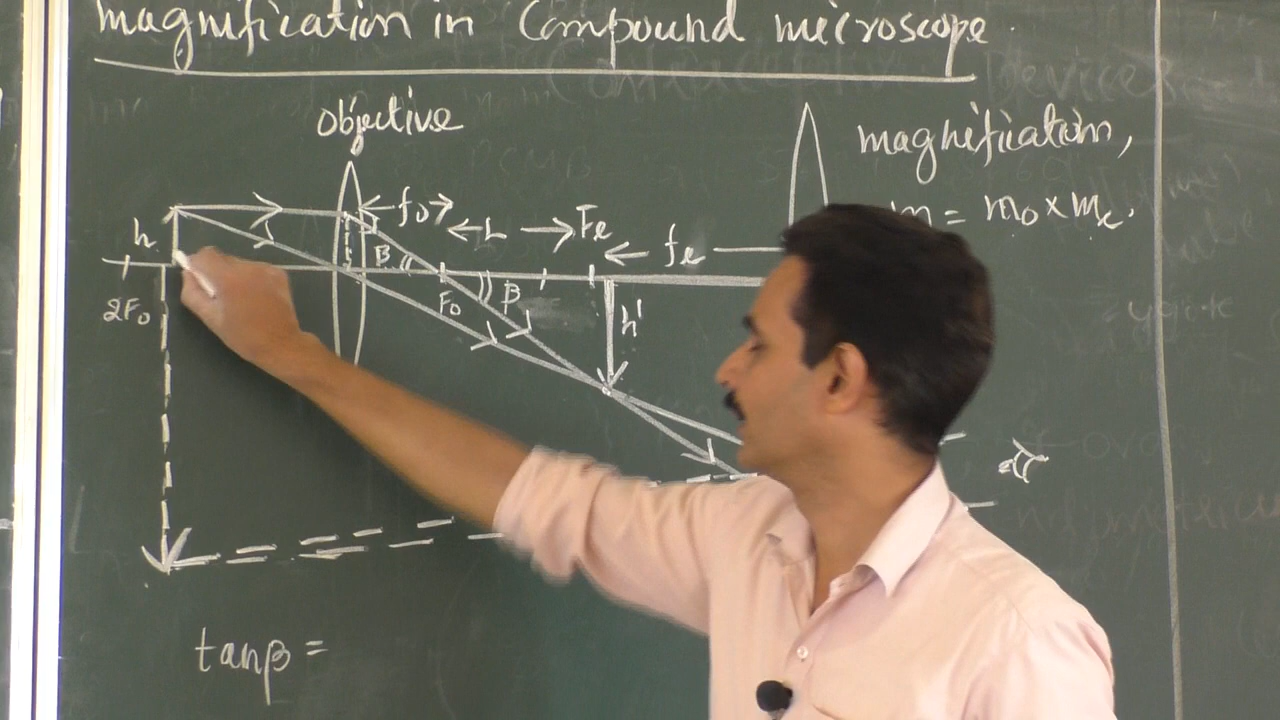 magnification in Compound microscope.
objective
magnification,
m = mo x me.
h
fo
L
Fe
fe
β
2Fo
Fo
β
h'
tanβ =